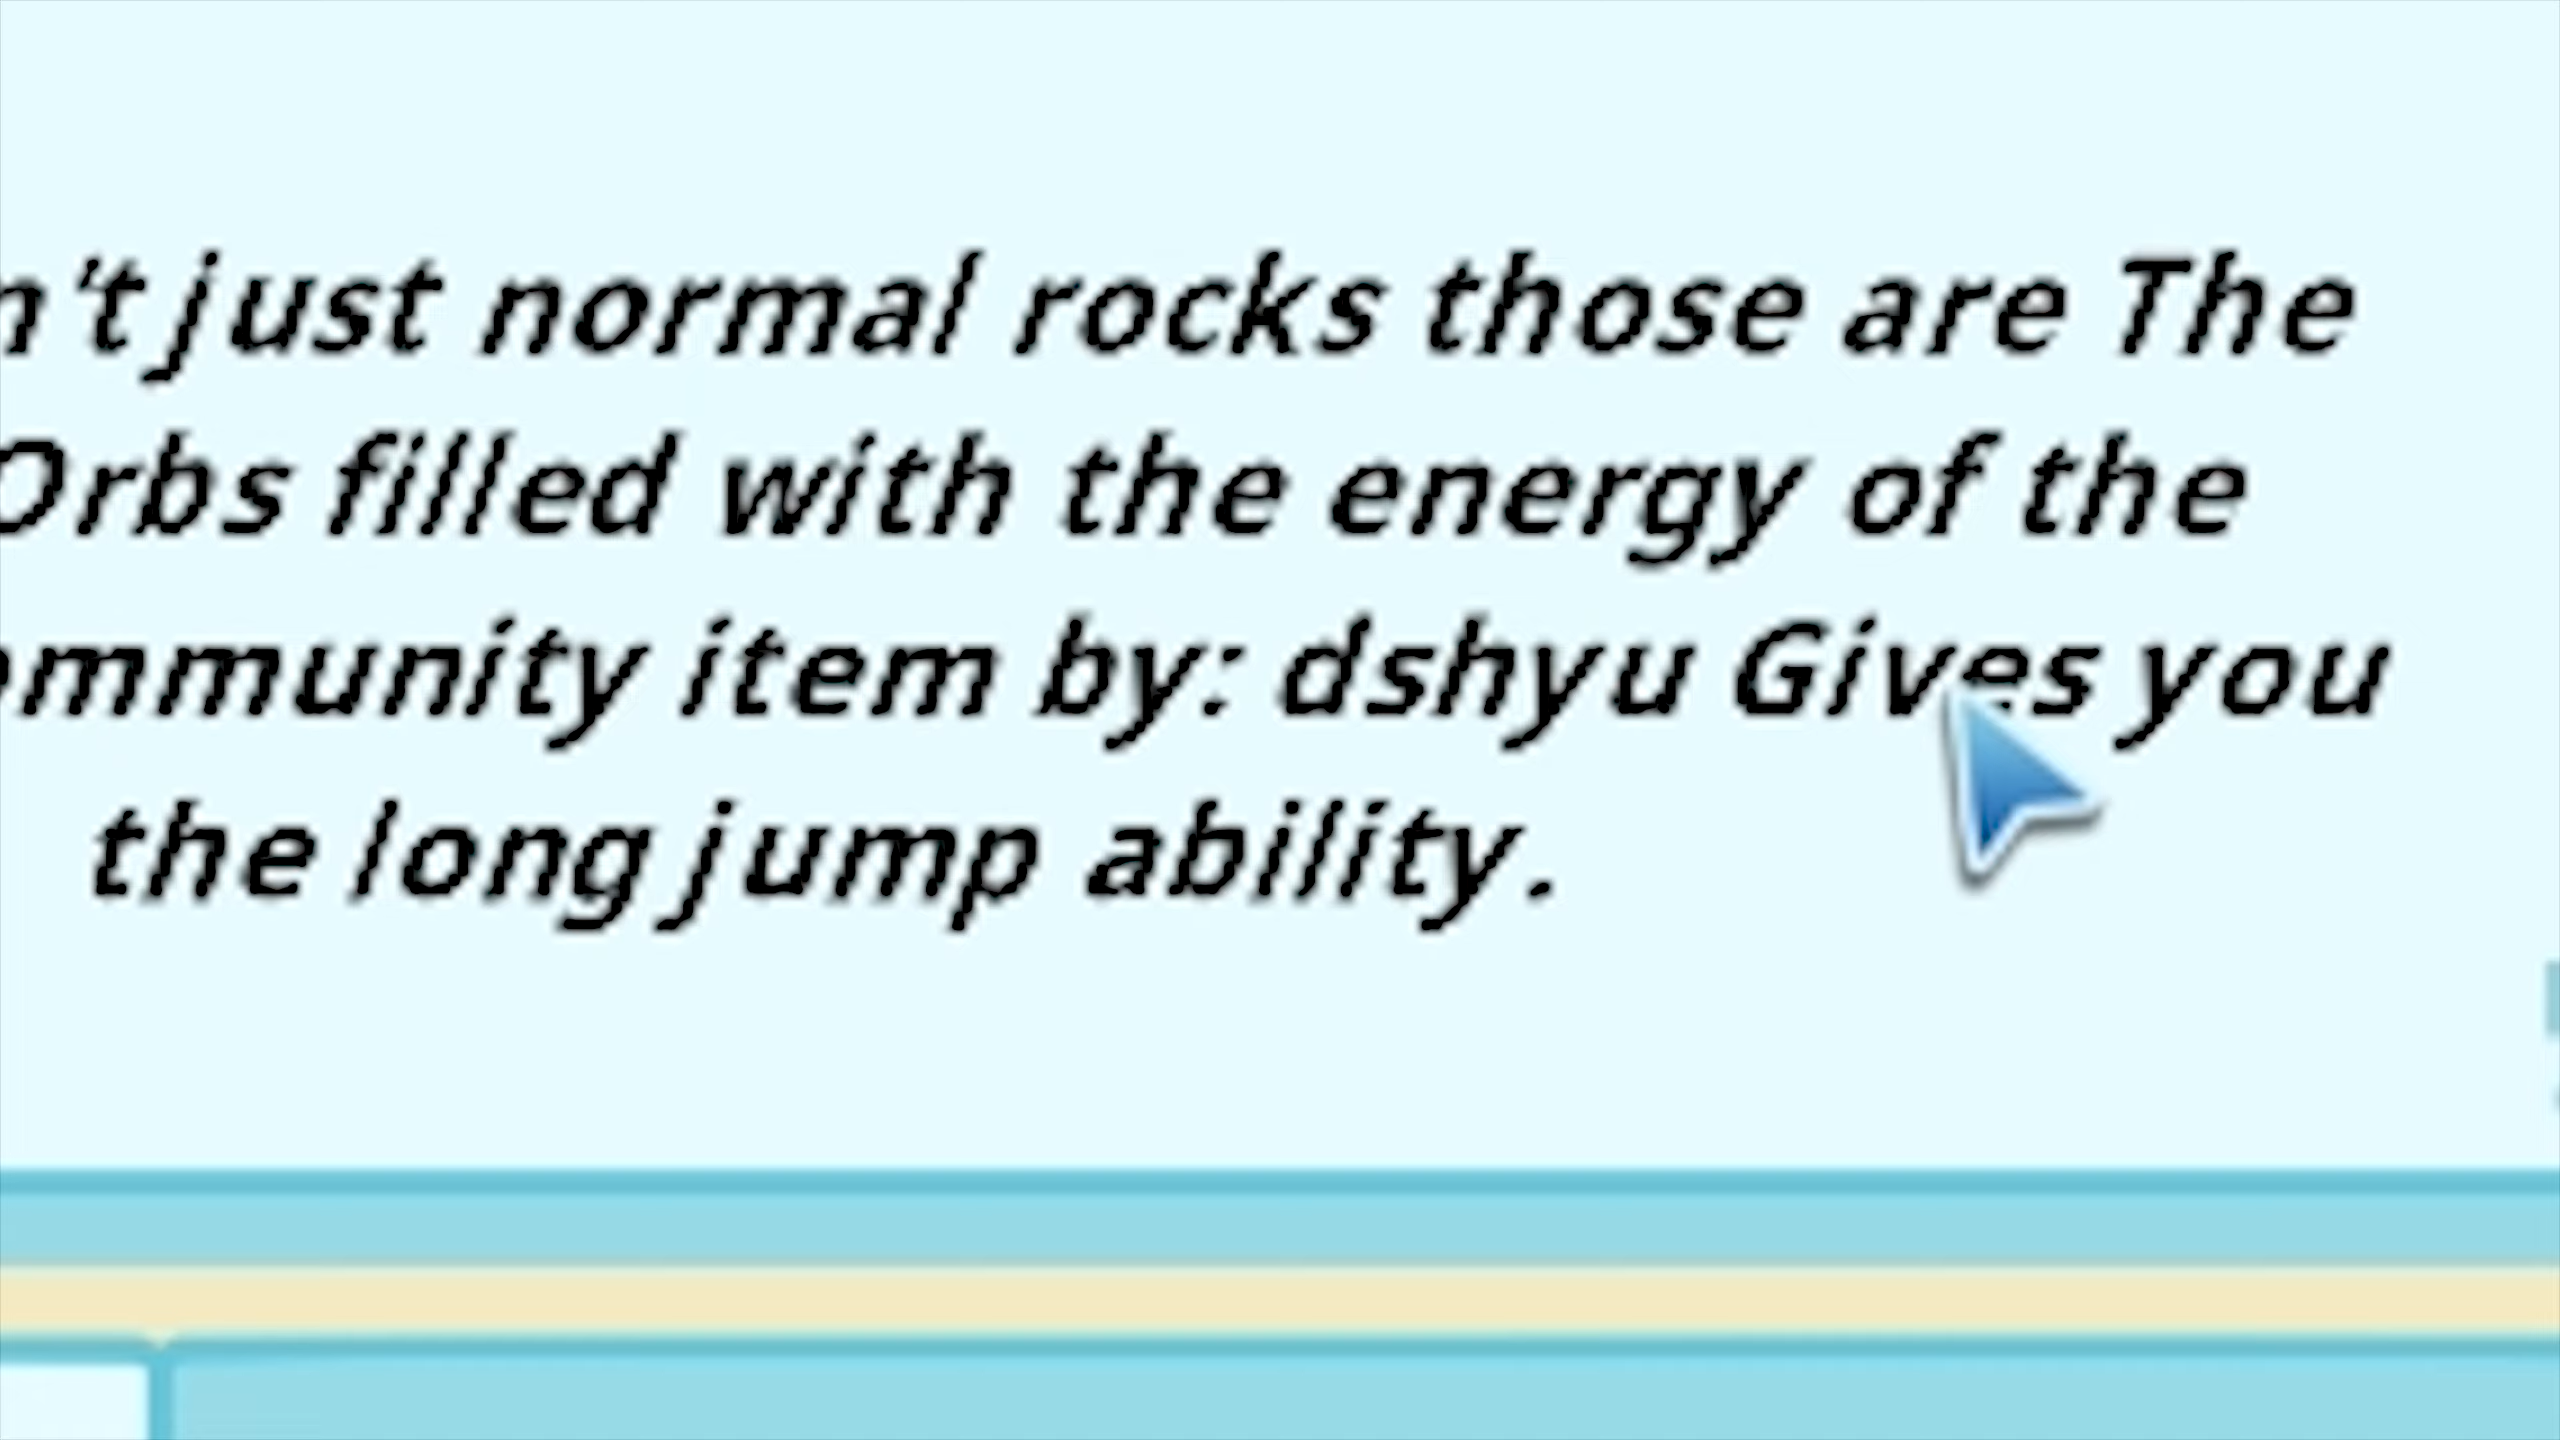 n't just normal rocks those are The
Orbs filled with the energy of the
ommunity item by: dshyu Gives you
the long jump ability.